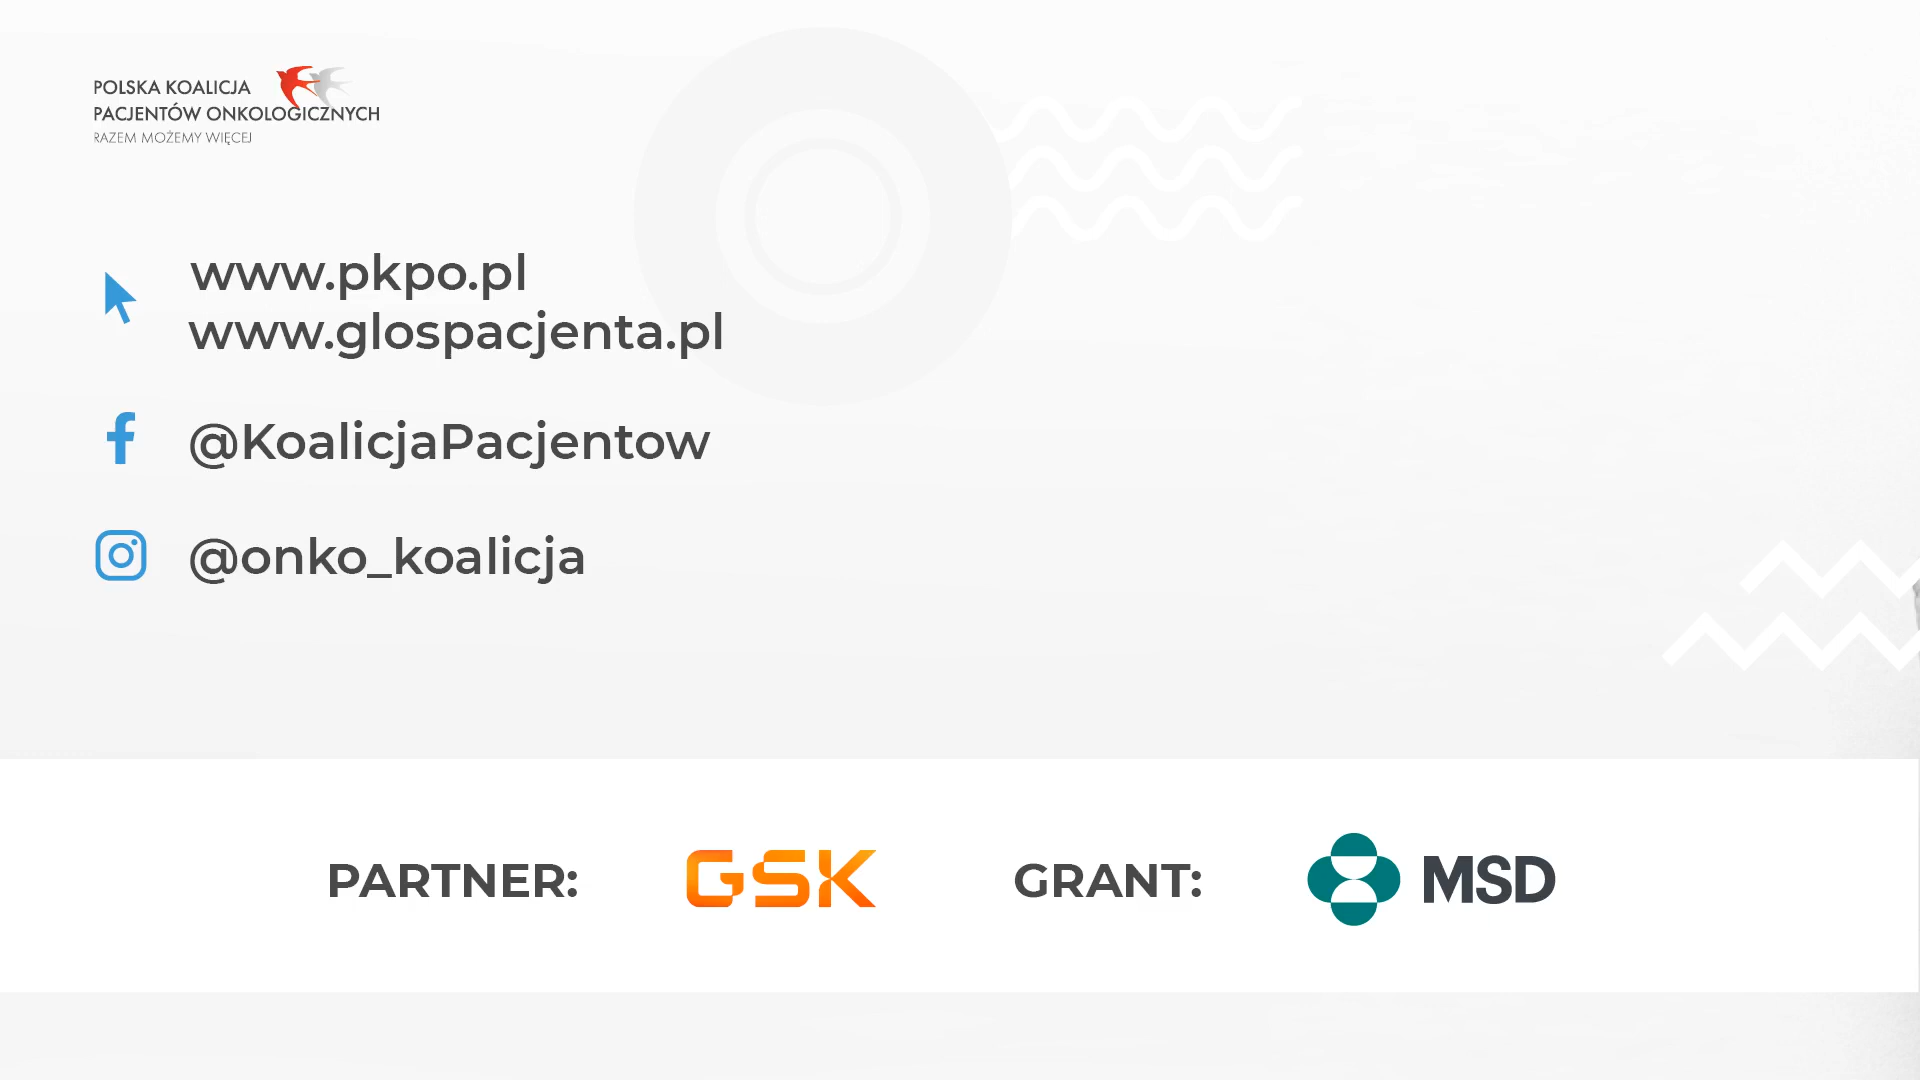 POLSKA KOALICJA
PACJENTÓW ONKOLOGICZNYCH
RAZEM MOŻEMY WIĘCEJ
www.pkpo.pl
www.glospacjenta.pl
@KoalicjaPacjentow
@onko_koalicja
PARTNER: GSK GRANT: MSD